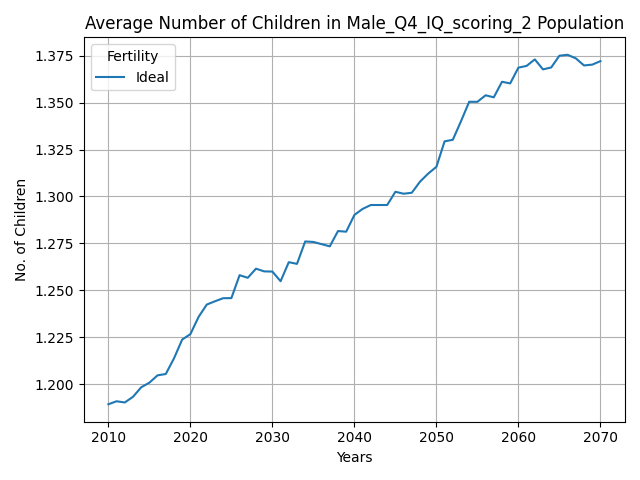 Average Number of Children in Male_Q4_IQ_scoring_2 Population
Fertility
Ideal
No. of Children
1.375
1.350
1.325
1.300
1.275
1.250
1.225
1.200
2010 2020 2030 2040 2050 2060 2070
Years